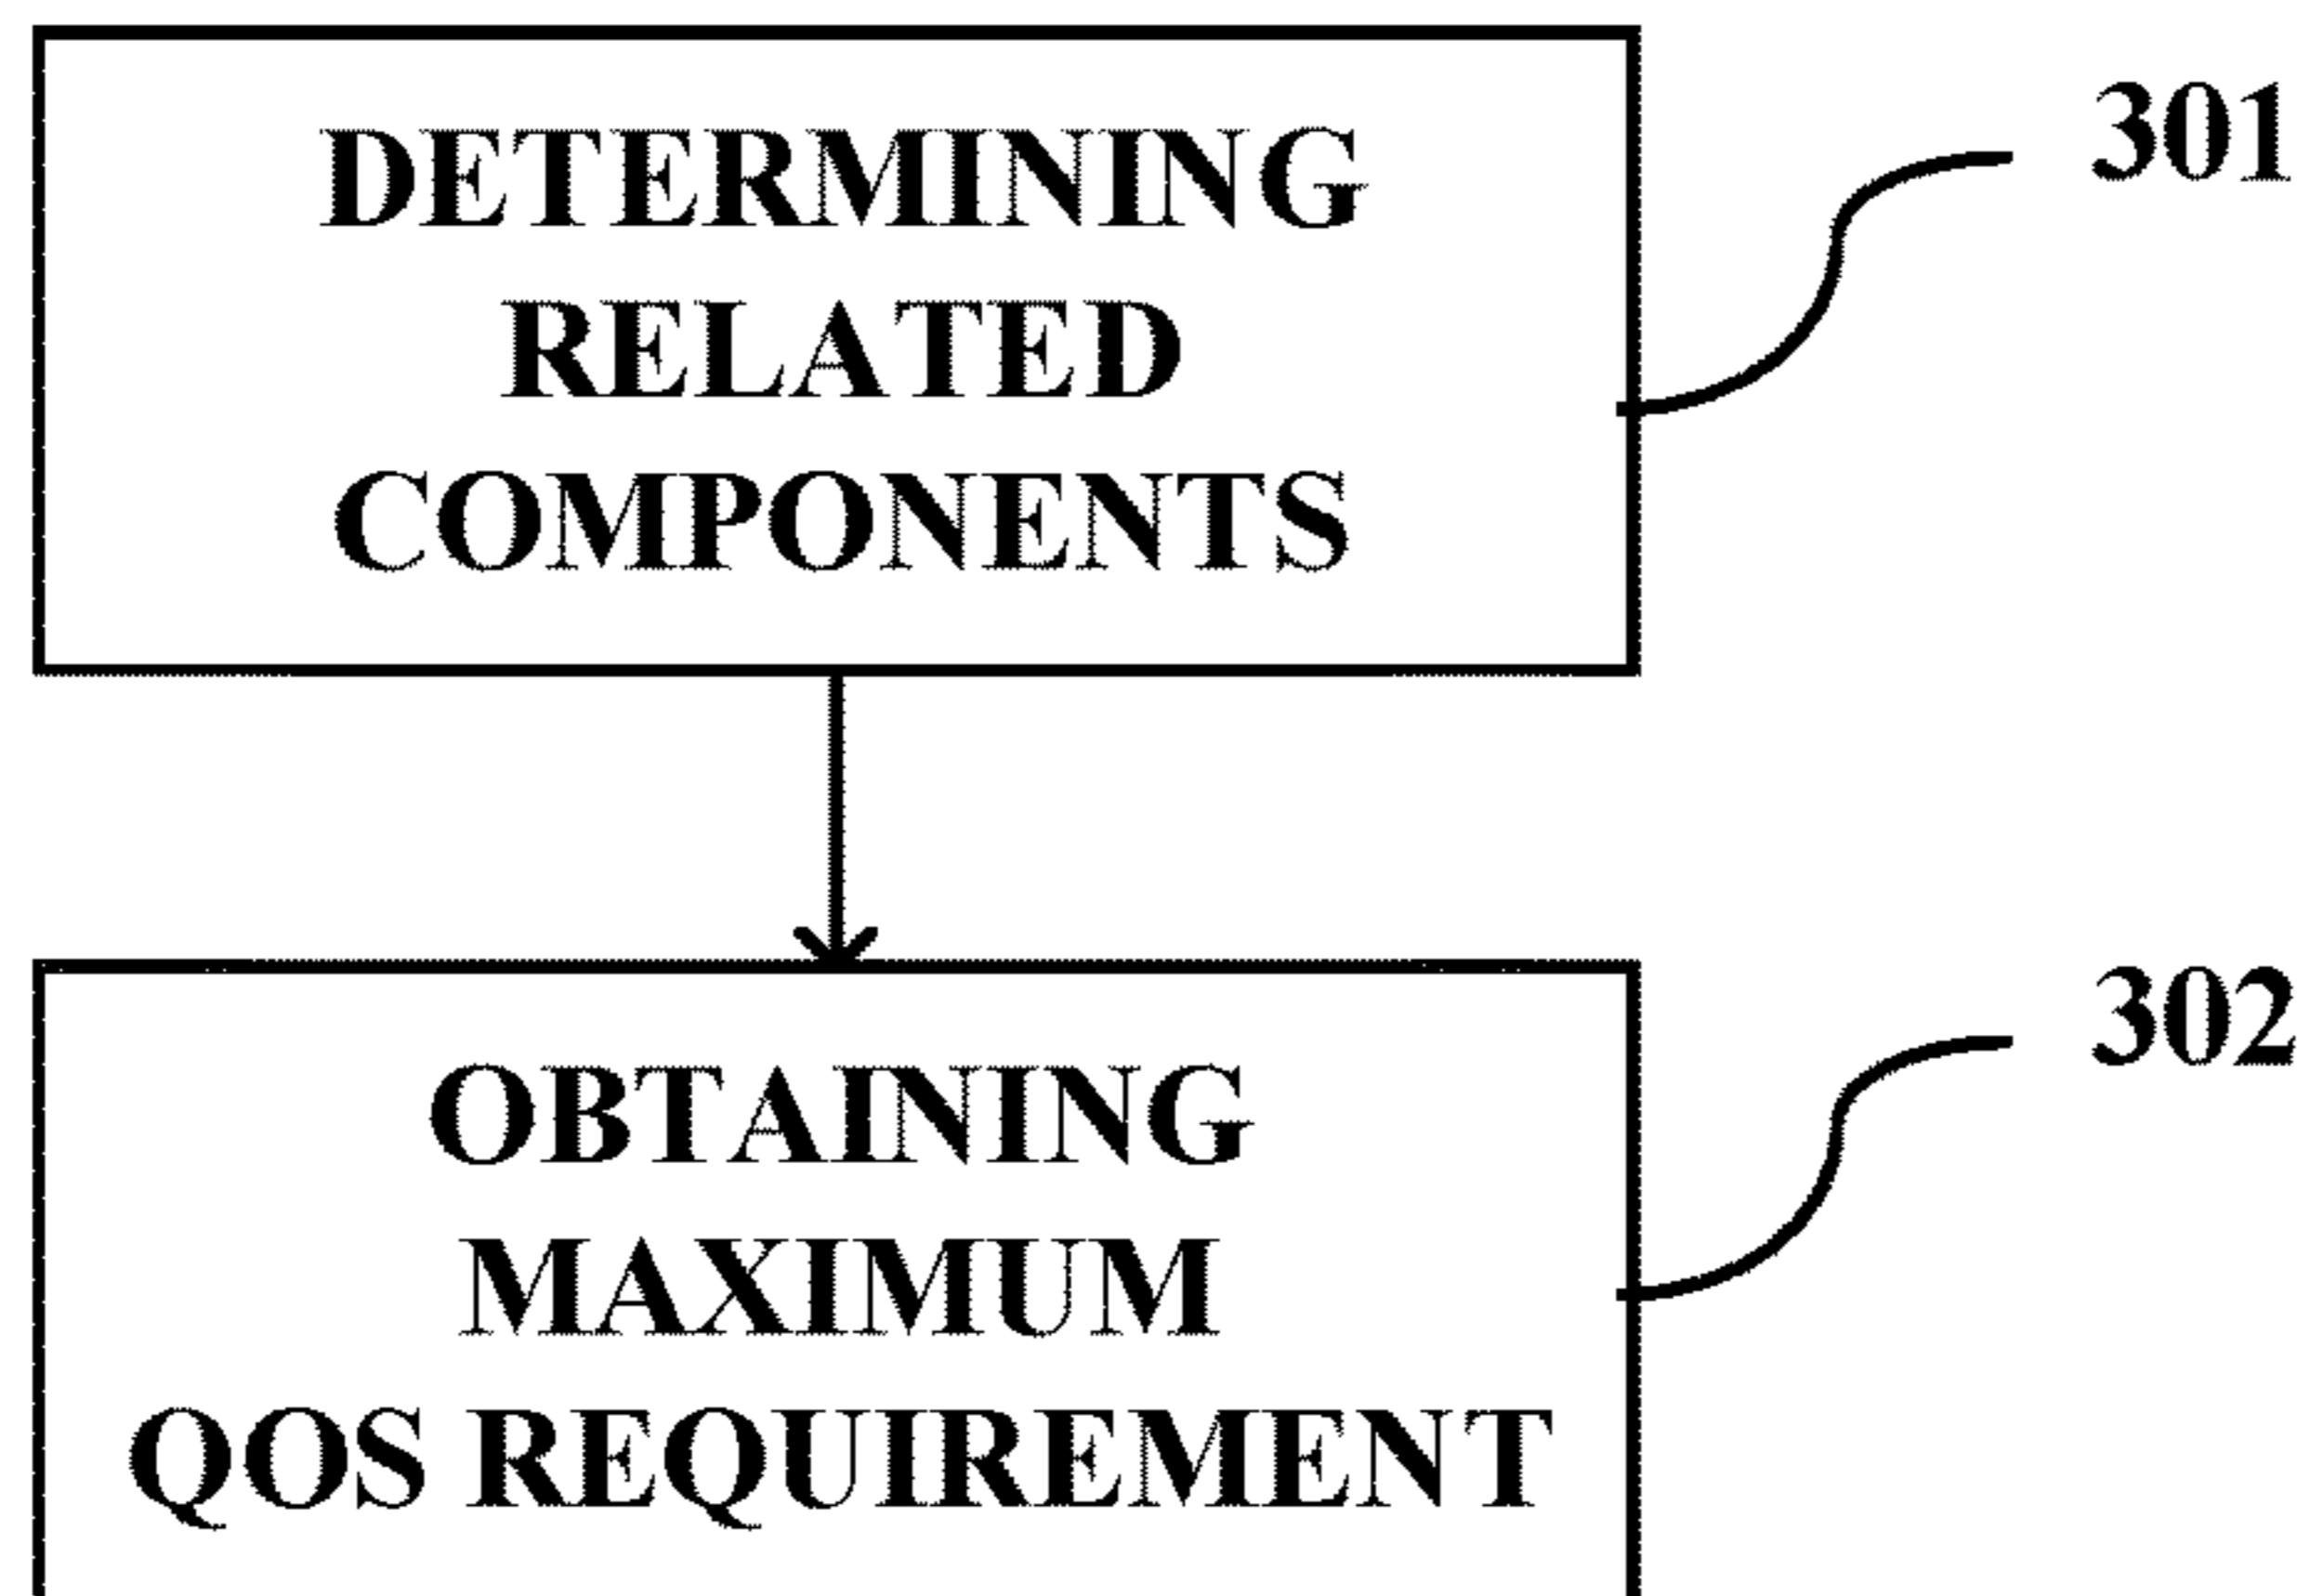 DETERMINING
RELATED
COMPONENTS
301
OBTAINING
MAXIMUM
QOS REQUIREMENT
302